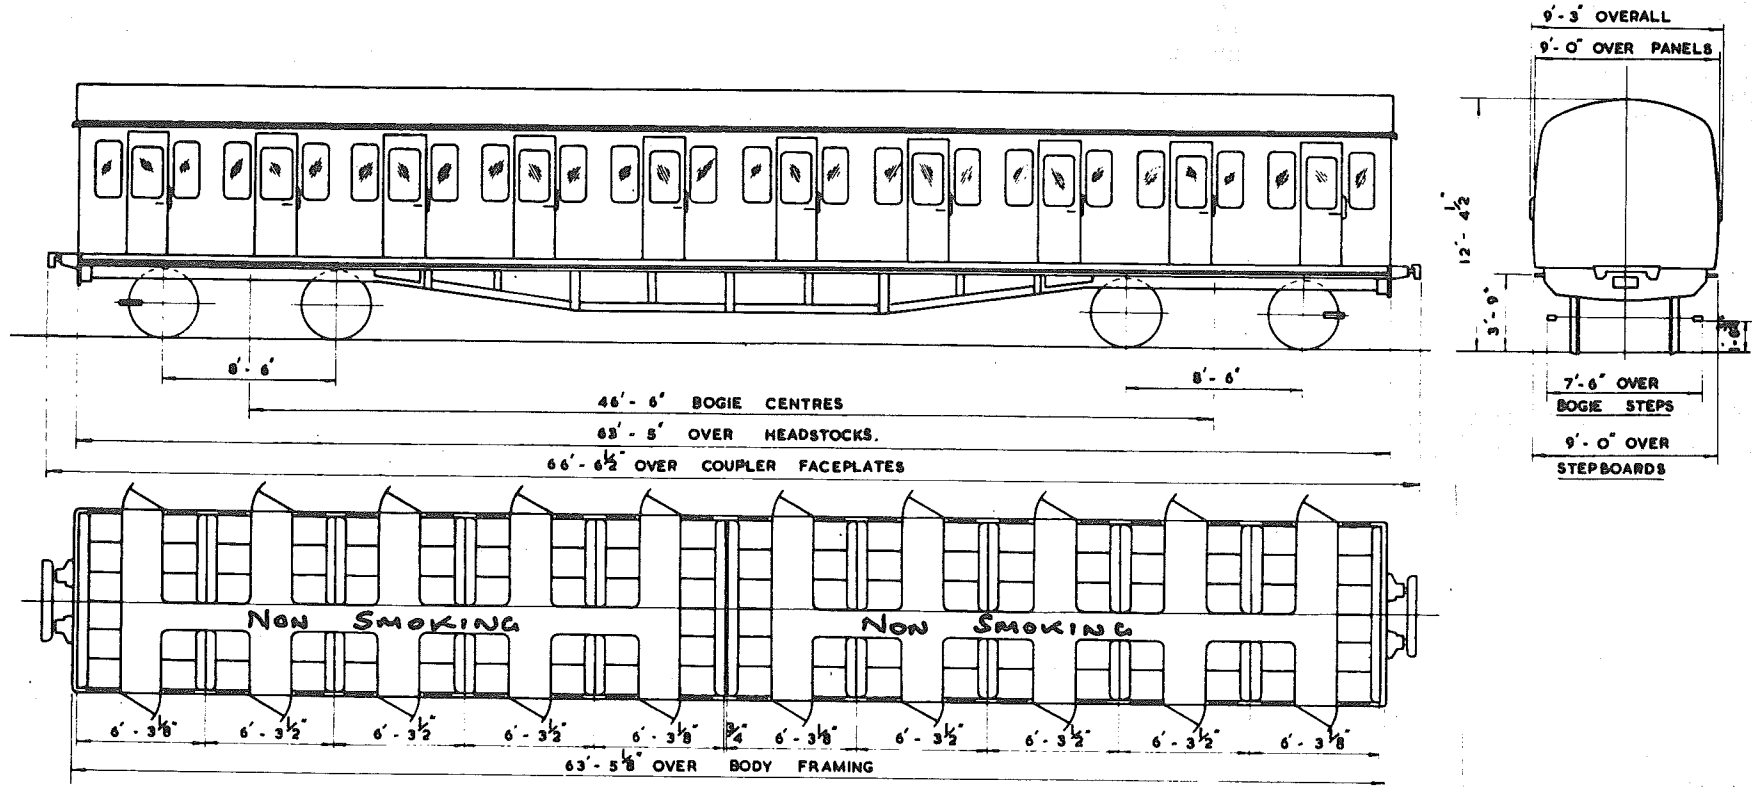 9'-3" OVERALL
9'-0" OVER PANELS
12'-4½"
3'-9"
8'-6"
8'-6"
46'-6" BOGIE CENTRES
63'-5" OVER HEADSTOCKS.
66'-6½" OVER COUPLER FACEPLATES
7'-6" OVER
BOGIE STEPS
9'-0" OVER
STEPBOARDS
NON SMOKING NON SMOKING
6'-3⅛" 6'-3½" 6'-3½" 6'-3½" 6'-3⅛" ¾" 6'-3⅛" 6'-3½" 6'-3½" 6'-3½" 6'-3⅛"
63'-5⅛" OVER BODY FRAMING